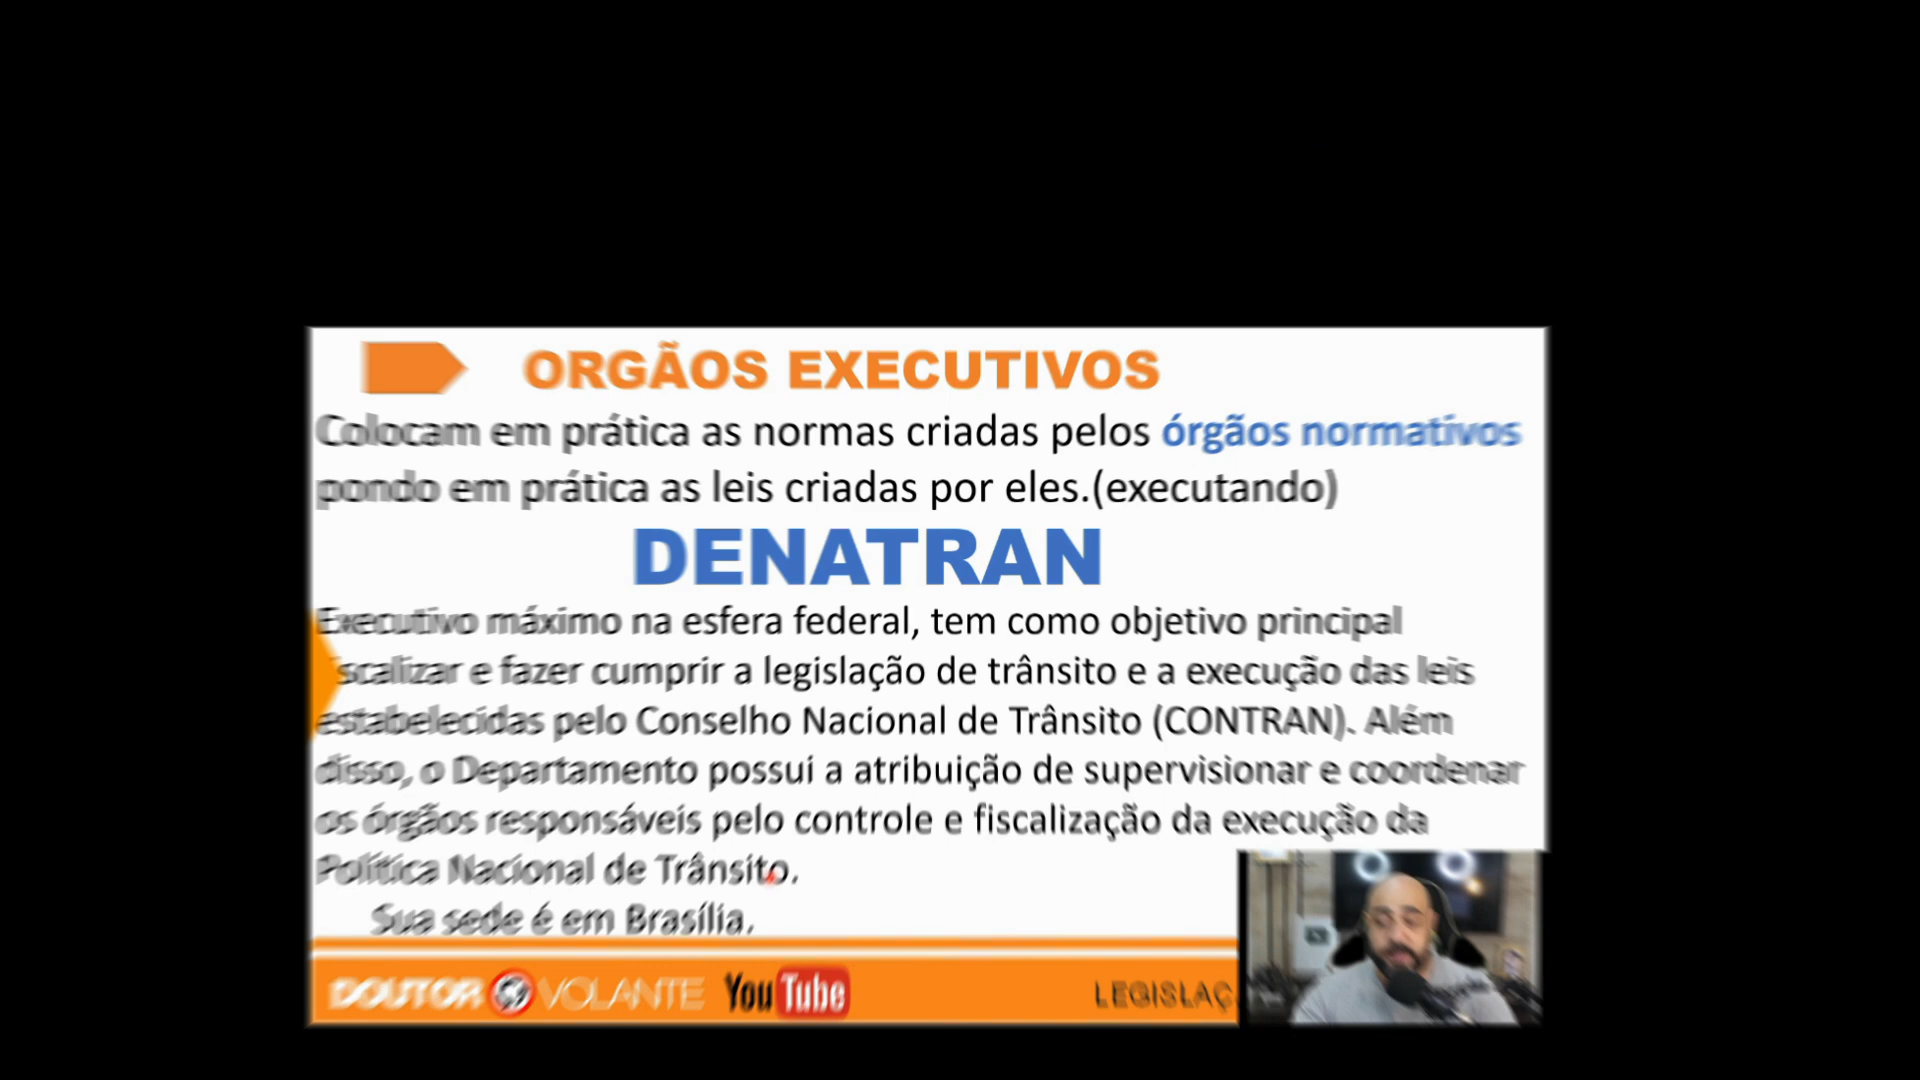 ORGÃOS EXECUTIVOS
Colocam em prática as normas criadas pelos órgãos normativos
pondo em prática as leis criadas por eles.(executando)
DENATRAN
Executivo máximo na esfera federal, tem como objetivo principal
fiscalizar e fazer cumprir a legislação de trânsito e a execução das leis
estabelecidas pelo Conselho Nacional de Trânsito (CONTRAN). Além
disso, o Departamento possui a atribuição de supervisionar e coordenar
os órgãos responsáveis pelo controle e fiscalização da execução da
Política Nacional de Trânsito.
Sua sede é em Brasília.
DOUTOR VOLANTE YouTube LEGISLAÇ